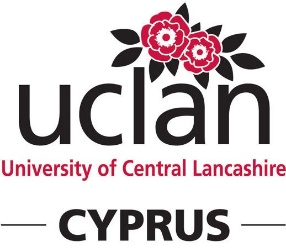 uclan
University of Central Lancashire
CYPRUS